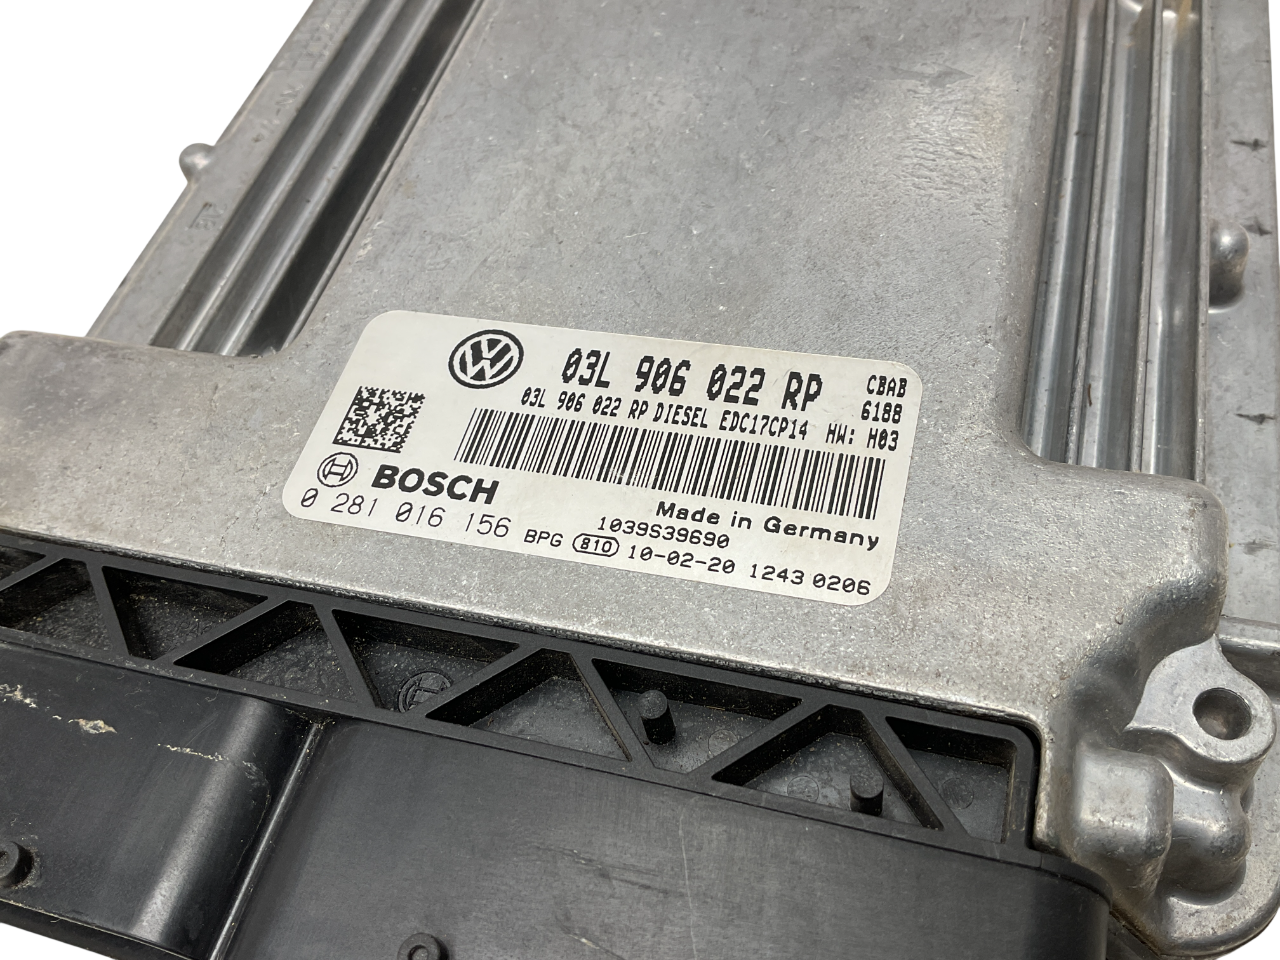 03L 906 022 RP CBAB
03L 906 022 RP DIESEL EDC17CP14 HW: H03 6188
BOSCH
Made in Germany
0 281 016 156 1039S39690
BPG 810 10-02-20 1243 0206